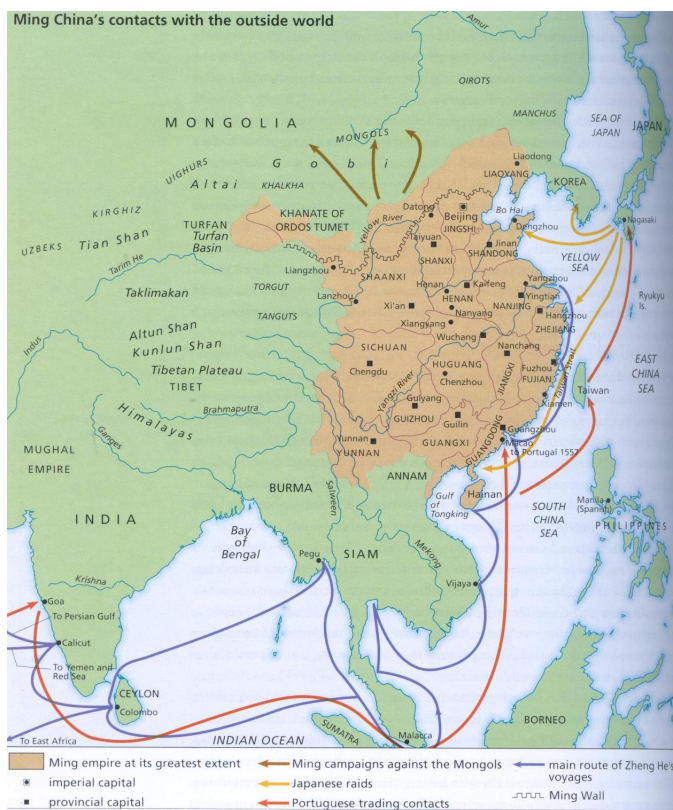 Ming China's contacts with the outside world
Amur
OIROTS
MANCHUS
SEA OF
JAPAN
JAPAN
MONGOLIA
MONGOLS
Gobi
UIGHURS
Altai
KHALKHA
Liaodong
LIAOYANG
KOREA
KIRGHIZ
TURFAN
Turfan
Basin
KHANATE OF
ORDOS TUMET
Yellow River
Datong
Beijing
JINGSHI
Bo Hai
Dengzhou
Nagasaki
UZBEKS
Tian Shan
Tarim He
Taiyuan
SHANXI
Jinan
SHANDONG
YELLOW
SEA
Liangzhou
SHAANXI
Taklimakan
TORGUT
Lanzhou
Henan
HENAN
Kaifeng
Yangzhou
NANJING
Yingtian
Ryukyu
Is.
TANGUTS
Xi'an
Nanyang
Hangzhou
ZHEJIANG
Altun Shan
Kunlun Shan
Xiangyang
Wuchang
Indus
SICHUAN
Nanchang
Tibetan Plateau
TIBET
Chengdu
HUGUANG
JIANGXI
Fuzhou
FUJIAN
Taiwan Strait
EAST
CHINA
SEA
Yangzi River
Chenzhou
Taiwan
Himalayas
Brahmaputra
Guiyang
GUIZHOU
Guilin
Xiamen
Ganges
Yunnan
YUNNAN
GUANGXI
GUANGDONG
Guangzhou
Macao
to Portugal 1557
MUGHAL
EMPIRE
BURMA
Salween
ANNAM
Gulf
of
Tongking
Hainan
SOUTH
CHINA
SEA
Manila
(Spanish)
PHILIPPINES
INDIA
Bay
of
Bengal
SIAM
Mekong
Pegu
Krishna
Vijaya
Goa
To Persian Gulf
Calicut
To Yemen and
Red Sea
CEYLON
Colombo
To East Africa
INDIAN OCEAN
SUMATRA
Malacca
BORNEO
Ming empire at its greatest extent
imperial capital
provincial capital
Ming campaigns against the Mongols
Japanese raids
Portuguese trading contacts
main route of Zheng He's
voyages
Ming Wall